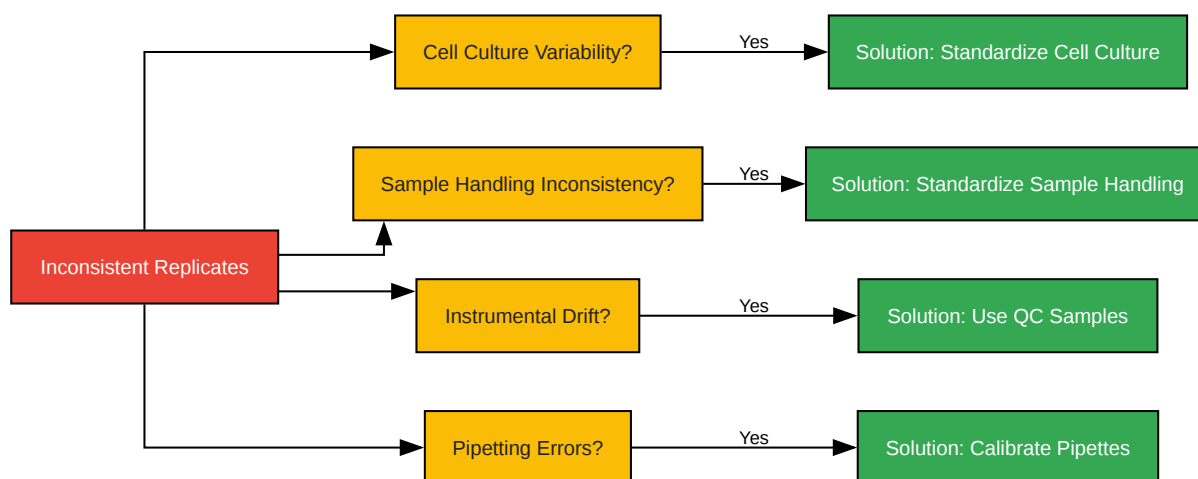 Cell Culture Variability?
Yes
Solution: Standardize Cell Culture
Sample Handling Inconsistency?
Yes
Solution: Standardize Sample Handling
Inconsistent Replicates
Instrumental Drift?
Yes
Solution: Use QC Samples
Pipetting Errors?
Yes
Solution: Calibrate Pipettes